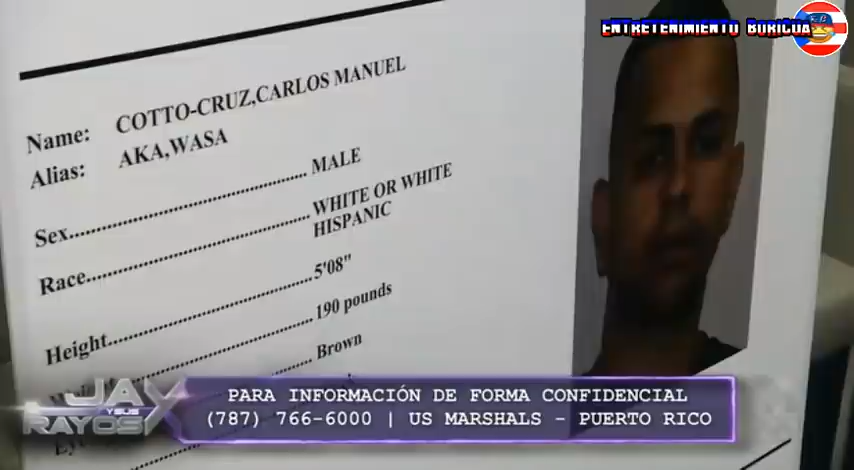 ENTRETENIMIENTO BORICUA
Name: COTTO-CRUZ,CARLOS MANUEL
Alias: AKA,WASA
Sex.......... MALE
Race.......... WHITE OR WHITE
HISPANIC
Height.......... 5'08"
190 pounds
Brown
JAY
Y SUS
RAYOS X
PARA INFORMACIÓN DE FORMA CONFIDENCIAL
(787) 766-6000 | US MARSHALS - PUERTO RICO